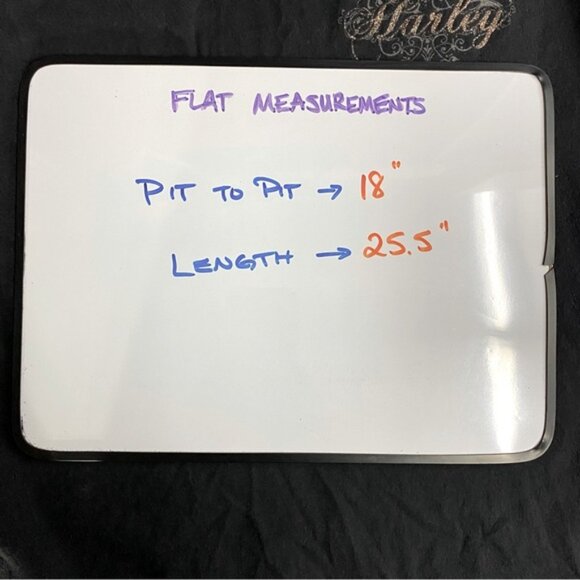 Harley
FLAT MEASUREMENTS
PIT TO PIT → 18"
LENGTH → 25.5"